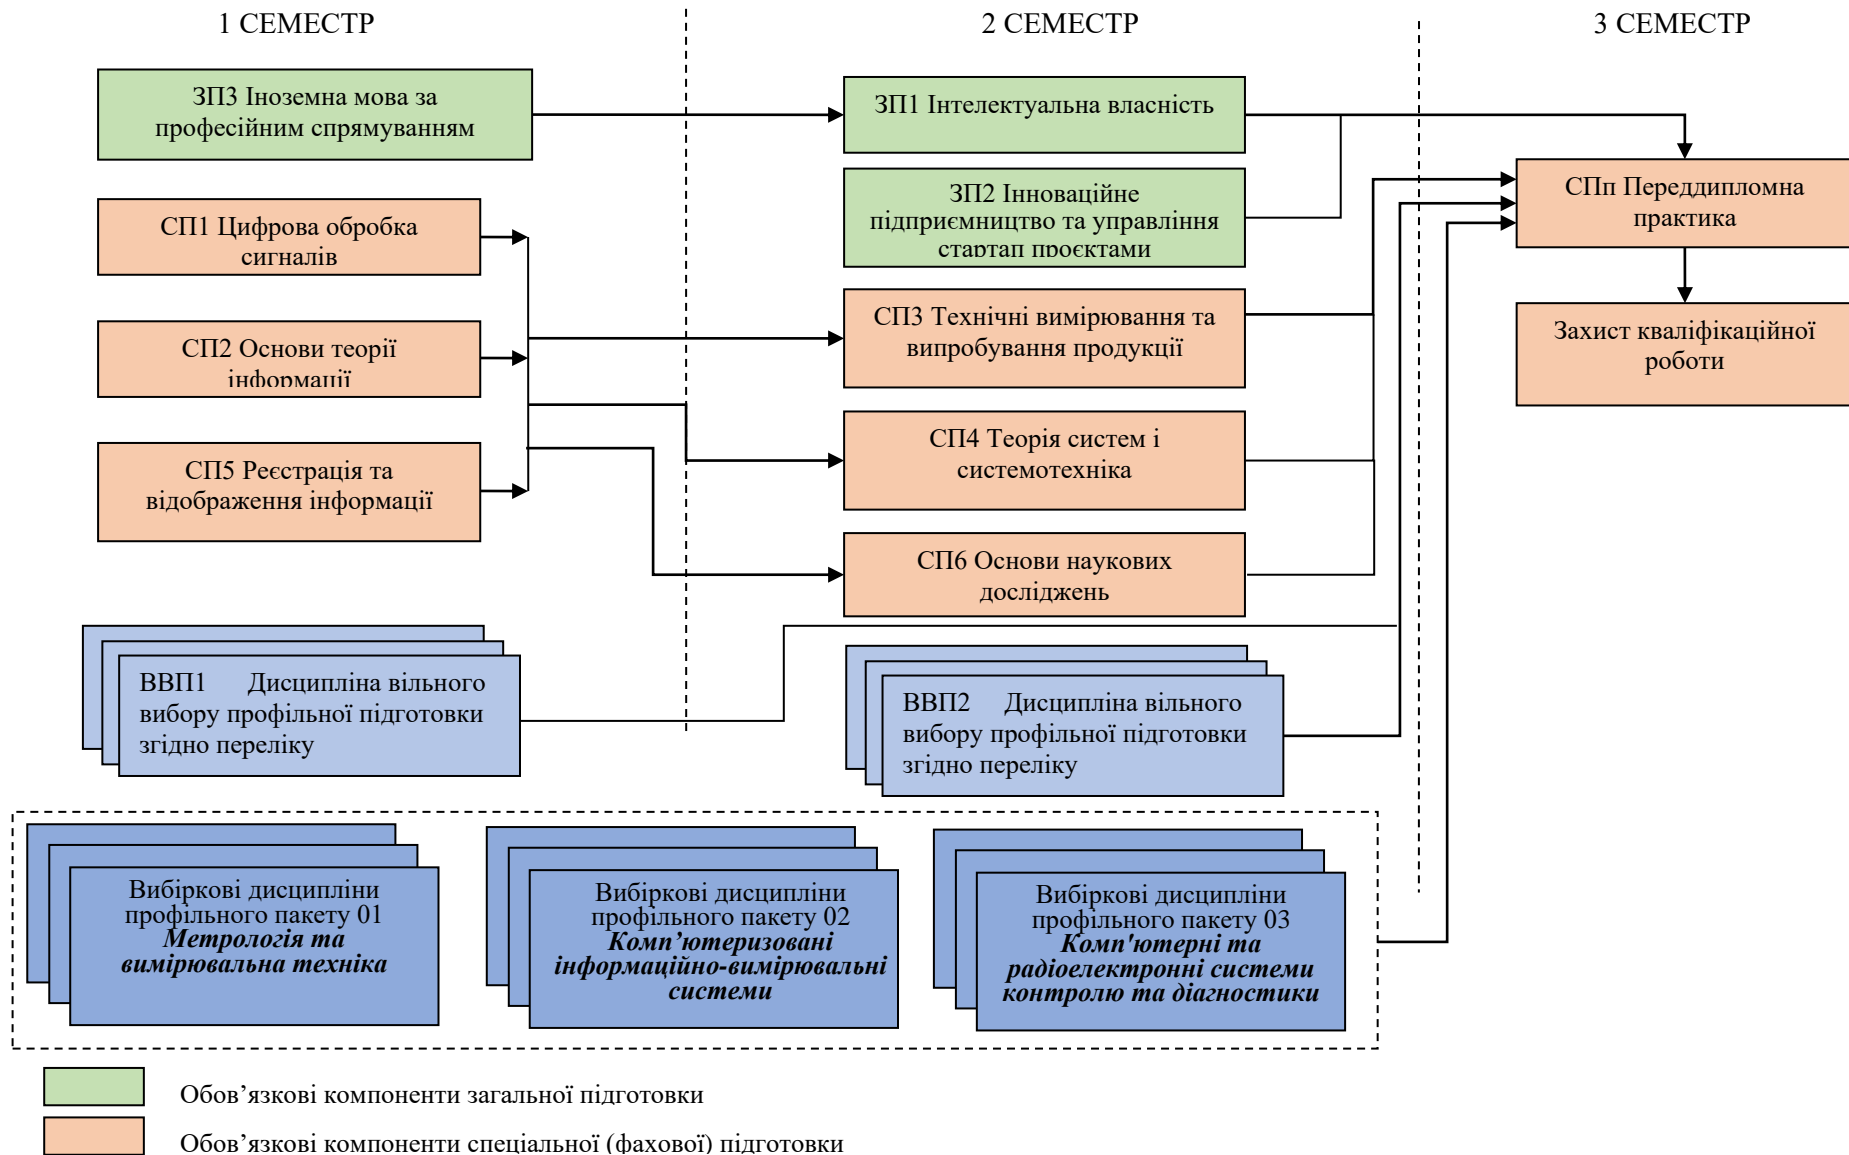 1 СЕМЕСТР
2 СЕМЕСТР
3 СЕМЕСТР
ЗП3 Іноземна мова за
професійним спрямуванням
ЗП1 Інтелектуальна власність
ЗП2 Інноваційне
підприємництво та управління
стартап проєктами
СПп Переддипломна
практика
СП1 Цифрова обробка
сигналів
СП3 Технічні вимірювання та
випробування продукції
Захист кваліфікаційної
роботи
СП2 Основи теорії
інформації
СП4 Теорія систем і
системотехніка
СП5 Реєстрація та
відображення інформації
СП6 Основи наукових
досліджень
ВВП1 Дисципліна вільного
вибору профільної підготовки
згідно переліку
ВВП2 Дисципліна вільного
вибору профільної підготовки
згідно переліку
Вибіркові дисципліни
профільного пакету 01
Метрологія та
вимірювальна техніка
Вибіркові дисципліни
профільного пакету 02
Комп’ютеризовані
інформаційно-вимірювальні
системи
Вибіркові дисципліни
профільного пакету 03
Комп'ютерні та
радіоелектронні системи
контролю та діагностики
Обов’язкові компоненти загальної підготовки
Обов’язкові компоненти спеціальної (фахової) підготовки